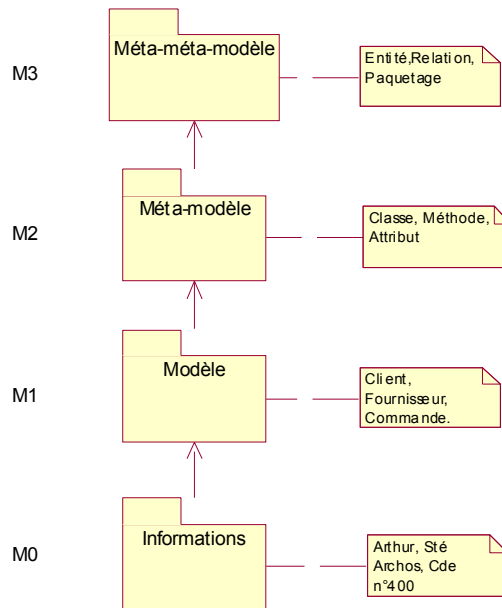 M3
Méta-méta-modèle
Entité,Relation,
Paquetage
M2
Méta-modèle
Classe, Méthode,
Attribut
M1
Modèle
Client,
Fournisseur,
Commande.
M0
Informations
Arthur, Sté
Archos, Cde
n°400